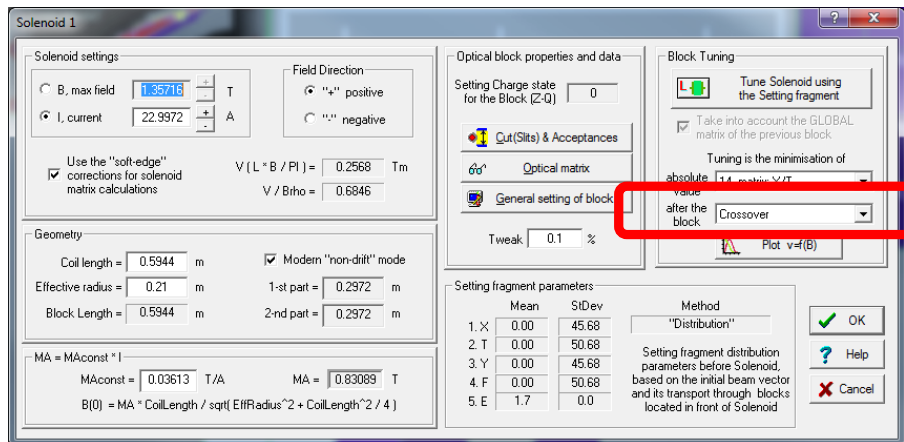 Solenoid 1
Solenoid settings
B, max field 1.35716 + - T
I, current 22.9972 + - A
Field Direction
"+" positive
"-" negative
Use the "soft-edge"
corrections for solenoid
matrix calculations
V ( L * B / PI ) = 0.2568 Tm
V / Brho = 0.6846
Geometry
Coil length = 0.5944 m
Effective radius = 0.21 m
Block Length = 0.5944 m
Modern "non-drift" mode
1-st part = 0.2972 m
2-nd part = 0.2972 m
MA = MAconst * I
MAconst = 0.03613 T/A MA = 0.83089 T
B(0) = MA * CoilLength / sqrt( EffRadius^2 + CoilLength^2 / 4 )
Optical block properties and data
Setting Charge state
for the Block (Z-Q) 0
Cut(Slits) & Acceptances
Optical matrix
General setting of block
Tweak 0.1 %
Block Tuning
L
Tune Solenoid using
the Setting fragment
Take into account the GLOBAL
matrix of the previous block
Tuning is the minimisation of
absolute
value
after the
block
Crossover
Plot v=f(B)
Setting fragment parameters
Mean StDev
1. X 0.00 45.68
2. T 0.00 50.68
3. Y 0.00 45.68
4. F 0.00 50.68
5. E 1.7 0.0
Method
"Distribution"
Setting fragment distribution
parameters before Solenoid,
based on the initial beam vector
and its transport through blocks
located in front of Solenoid
OK
? Help
Cancel